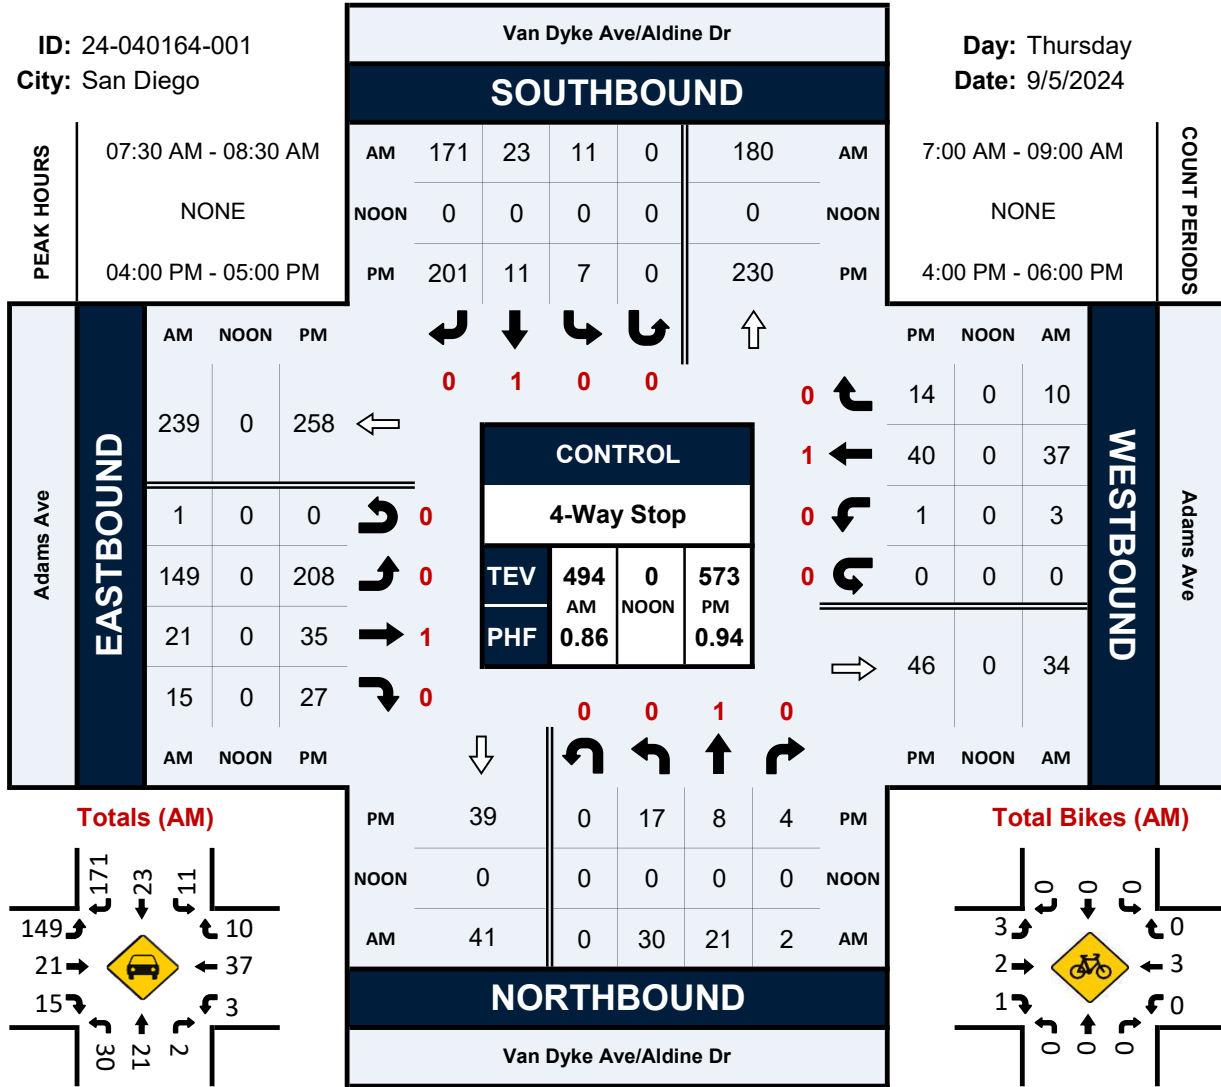 Van Dyke Ave/Aldine Dr
ID: 24-040164-001
Day: Thursday
City: San Diego
Date: 9/5/2024
SOUTHBOUND
PEAK HOURS
07:30 AM - 08:30 AM
AM 171 23 11 0 180 AM
7:00 AM - 09:00 AM
COUNT PERIODS
NONE
NOON 0 0 0 0 0 NOON
NONE
04:00 PM - 05:00 PM
PM 201 11 7 0 230 PM
4:00 PM - 06:00 PM
0 1 0 0
Adams Ave
EASTBOUND
AM NOON PM
239 0 258
1 0 0 0
149 0 208 0
21 0 35 1
15 0 27 0
AM NOON PM
CONTROL
4-Way Stop
TEV 494 0 573
AM NOON PM
PHF 0.86 0.94
PM NOON AM
0 14 0 10
1 40 0 37
0 1 0 3
0 0 0 0
46 0 34
PM NOON AM
WESTBOUND
Adams Ave
0 0 1 0
PM 39 0 17 8 4 PM
NOON 0 0 0 0 0 NOON
AM 41 0 30 21 2 AM
NORTHBOUND
Van Dyke Ave/Aldine Dr
Totals (AM)
171 23 11
149 10
21 37
15 3
30 21 2
Total Bikes (AM)
0 0 0
3 0
2 3
1 0
0 0 0